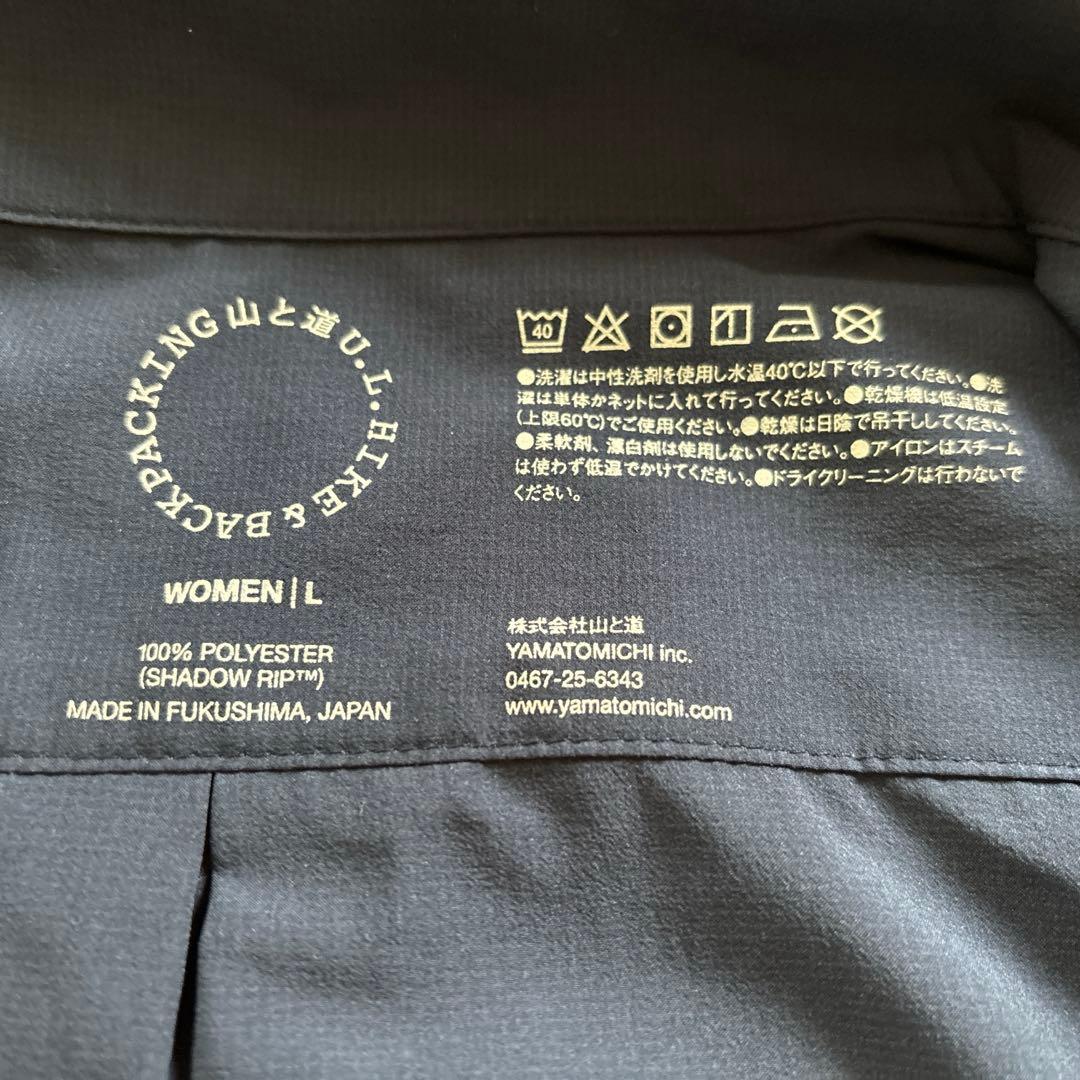 山と道 U.L. HIKE & BACKPACKING
WOMEN | L
100% POLYESTER
(SHADOW RIP™)
MADE IN FUKUSHIMA, JAPAN
40
●洗濯は中性洗剤を使用し水温40℃以下で行ってください。●洗
濯は単体かネットに入れて行ってください。●乾燥機は低温設定
(上限60℃)でご使用ください。●乾燥は日陰で吊干ししてください。
●柔軟剤、漂白剤は使用しないでください。●アイロンはスチーム
は使わず低温でかけてください。●ドライクリーニングは行わないで
ください。
株式会社山と道
YAMATOMICHI inc.
0467-25-6343
www.yamatomichi.com